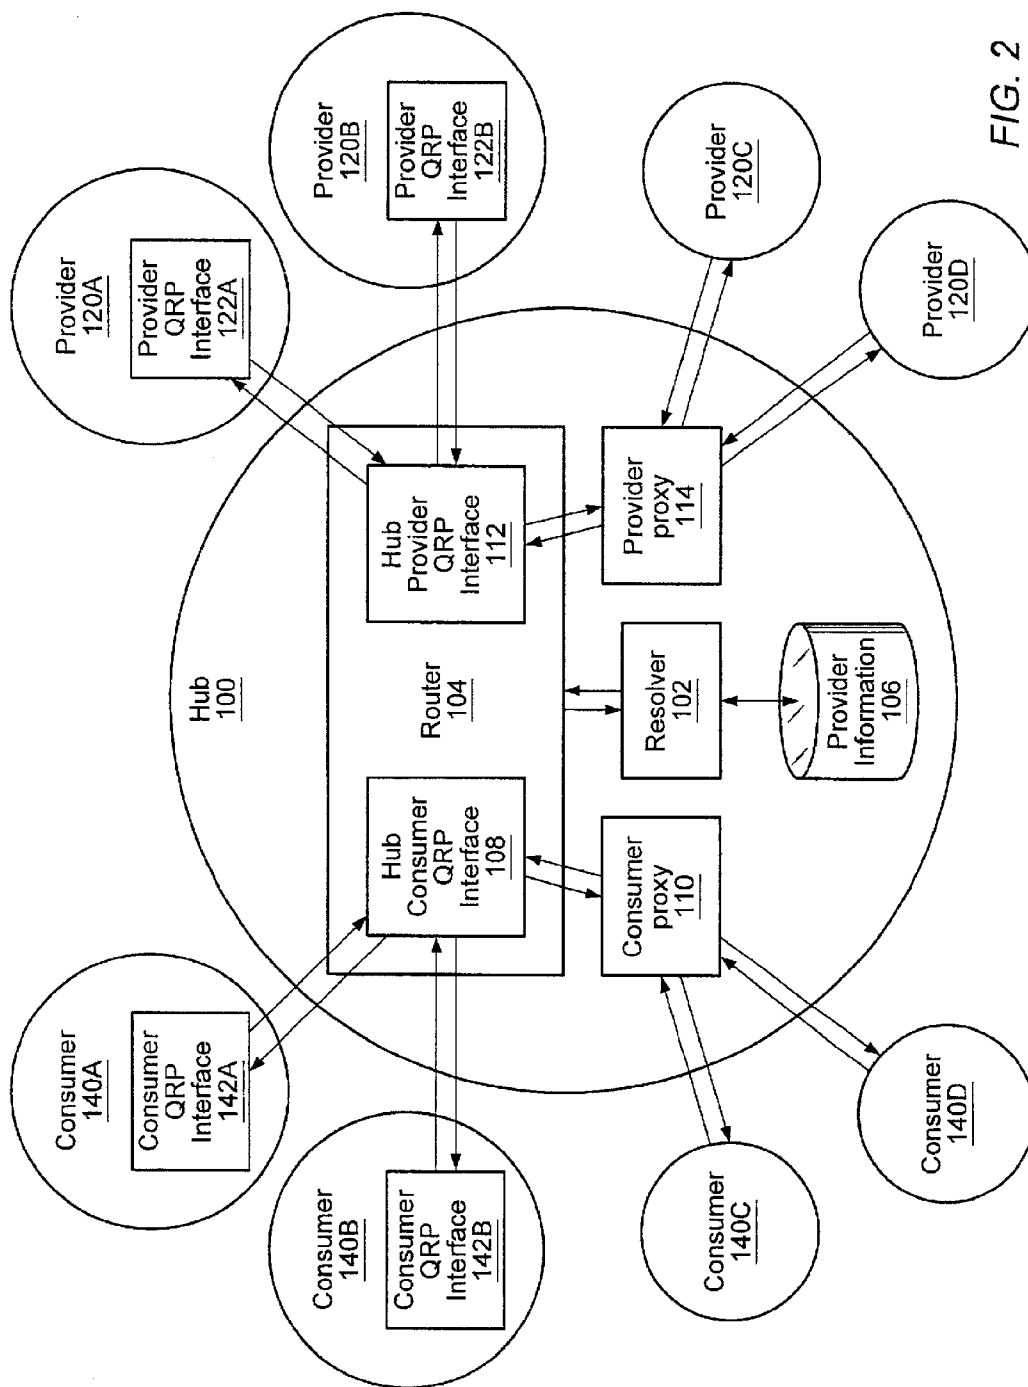 Consumer
140A
Consumer
QRP
Interface
142A
Consumer
140B
Consumer
QRP
Interface
142B
Consumer
140C
Consumer
140D
Hub
100
Hub
Consumer
QRP
Interface
108
Router
104
Hub
Provider
QRP
Interface
112
Consumer
proxy
110
Resolver
102
Provider
proxy
114
Provider
Information
106
Provider
120A
Provider
QRP
Interface
122A
Provider
120B
Provider
QRP
Interface
122B
Provider
120C
Provider
120D
FIG. 2